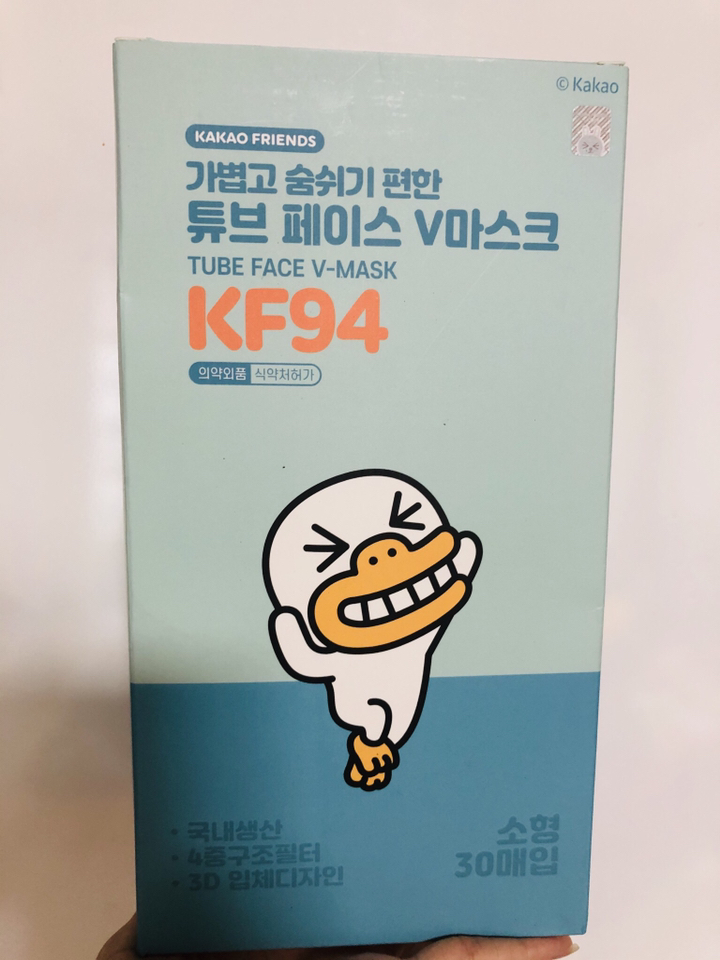 © Kakao
KAKAO FRIENDS
가볍고 숨쉬기 편한
튜브 페이스 V마스크
TUBE FACE V-MASK
KF94
의약외품 식약처허가
• 국내생산
• 4중구조필터
• 3D 입체디자인
소형
30매입